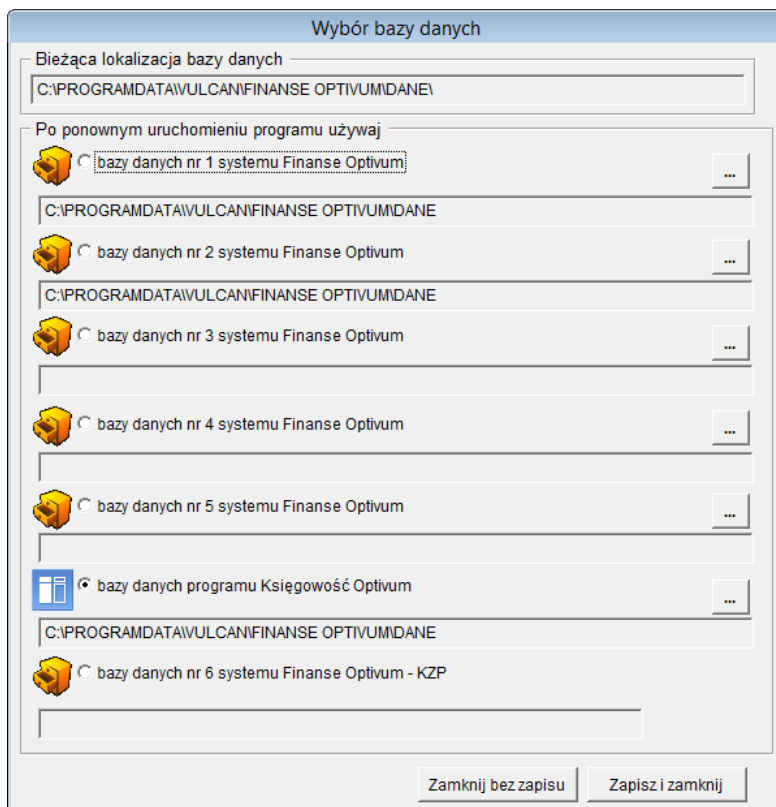 Wybór bazy danych
Bieżąca lokalizacja bazy danych
C:\PROGRAMDATA\VULCAN\FINANSE OPTIVUM\DANE\
Po ponownym uruchomieniu programu używaj
bazy danych nr 1 systemu Finanse Optivum
...
C:\PROGRAMDATA\VULCAN\FINANSE OPTIVUM\DANE
bazy danych nr 2 systemu Finanse Optivum
...
C:\PROGRAMDATA\VULCAN\FINANSE OPTIVUM\DANE
bazy danych nr 3 systemu Finanse Optivum
...
bazy danych nr 4 systemu Finanse Optivum
...
bazy danych nr 5 systemu Finanse Optivum
...
bazy danych programu Księgowość Optivum
...
C:\PROGRAMDATA\VULCAN\FINANSE OPTIVUM\DANE
bazy danych nr 6 systemu Finanse Optivum - KZP
Zamknij bez zapisu
Zapisz i zamknij